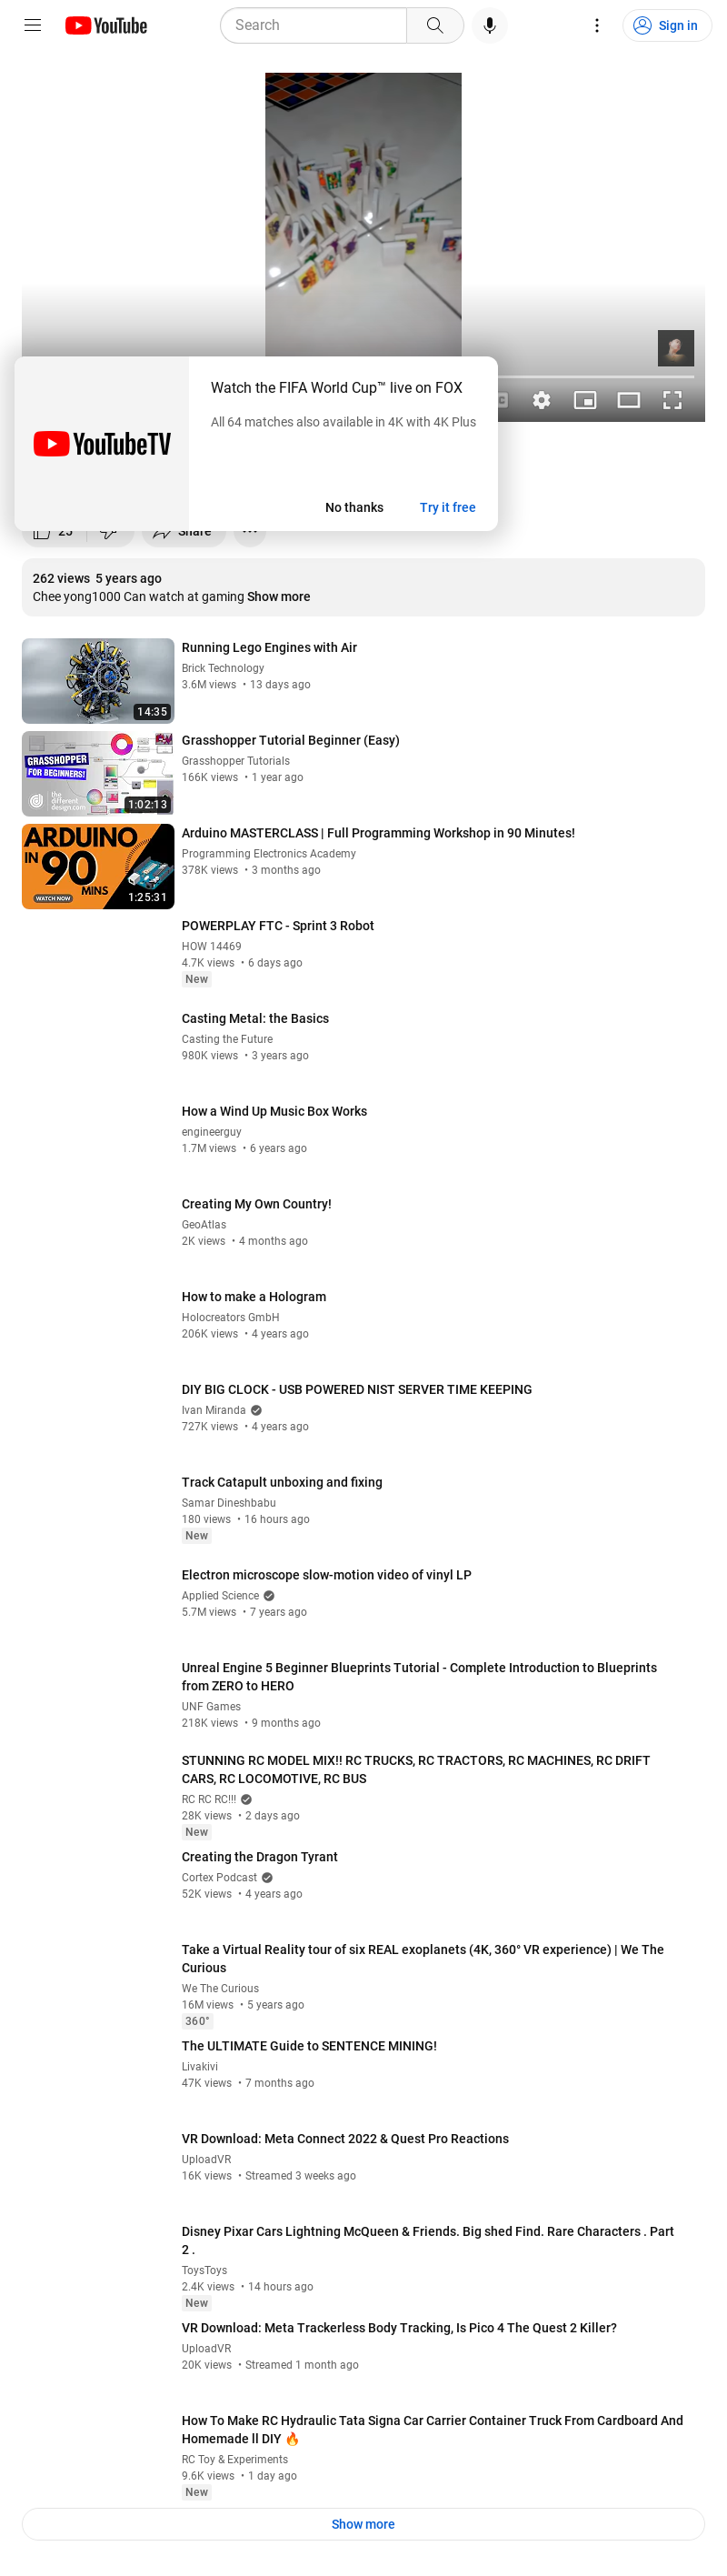 YouTube
Search
Sign in
Watch the FIFA World Cup™ live on FOX
All 64 matches also available in 4K with 4K Plus
YouTubeTV
No thanks
Try it free
25
Share
262 views 5 years ago
Chee yong1000 Can watch at gaming Show more
Running Lego Engines with Air
Brick Technology
3.6M views • 13 days ago
14:35
Grasshopper Tutorial Beginner (Easy)
Grasshopper Tutorials
166K views • 1 year ago
GRASSHOPPER
FOR BEGINNERS!
the
different
design.com
1:02:13
Arduino MASTERCLASS | Full Programming Workshop in 90 Minutes!
Programming Electronics Academy
378K views • 3 months ago
ARDUINO
IN 90
MINS
WATCH NOW
1:25:31
POWERPLAY FTC - Sprint 3 Robot
HOW 14469
4.7K views • 6 days ago
New
Casting Metal: the Basics
Casting the Future
980K views • 3 years ago
How a Wind Up Music Box Works
engineerguy
1.7M views • 6 years ago
Creating My Own Country!
GeoAtlas
2K views • 4 months ago
How to make a Hologram
Holocreators GmbH
206K views • 4 years ago
DIY BIG CLOCK - USB POWERED NIST SERVER TIME KEEPING
Ivan Miranda
727K views • 4 years ago
Track Catapult unboxing and fixing
Samar Dineshbabu
180 views • 16 hours ago
New
Electron microscope slow-motion video of vinyl LP
Applied Science
5.7M views • 7 years ago
Unreal Engine 5 Beginner Blueprints Tutorial - Complete Introduction to Blueprints
from ZERO to HERO
UNF Games
218K views • 9 months ago
STUNNING RC MODEL MIX!! RC TRUCKS, RC TRACTORS, RC MACHINES, RC DRIFT
CARS, RC LOCOMOTIVE, RC BUS
RC RC RC!!!
28K views • 2 days ago
New
Creating the Dragon Tyrant
Cortex Podcast
52K views • 4 years ago
Take a Virtual Reality tour of six REAL exoplanets (4K, 360° VR experience) | We The
Curious
We The Curious
16M views • 5 years ago
360°
The ULTIMATE Guide to SENTENCE MINING!
Livakivi
47K views • 7 months ago
VR Download: Meta Connect 2022 & Quest Pro Reactions
UploadVR
16K views • Streamed 3 weeks ago
Disney Pixar Cars Lightning McQueen & Friends. Big shed Find. Rare Characters . Part
2 .
ToysToys
2.4K views • 14 hours ago
New
VR Download: Meta Trackerless Body Tracking, Is Pico 4 The Quest 2 Killer?
UploadVR
20K views • Streamed 1 month ago
How To Make RC Hydraulic Tata Signa Car Carrier Container Truck From Cardboard And
Homemade ll DIY 🔥
RC Toy & Experiments
9.6K views • 1 day ago
New
Show more